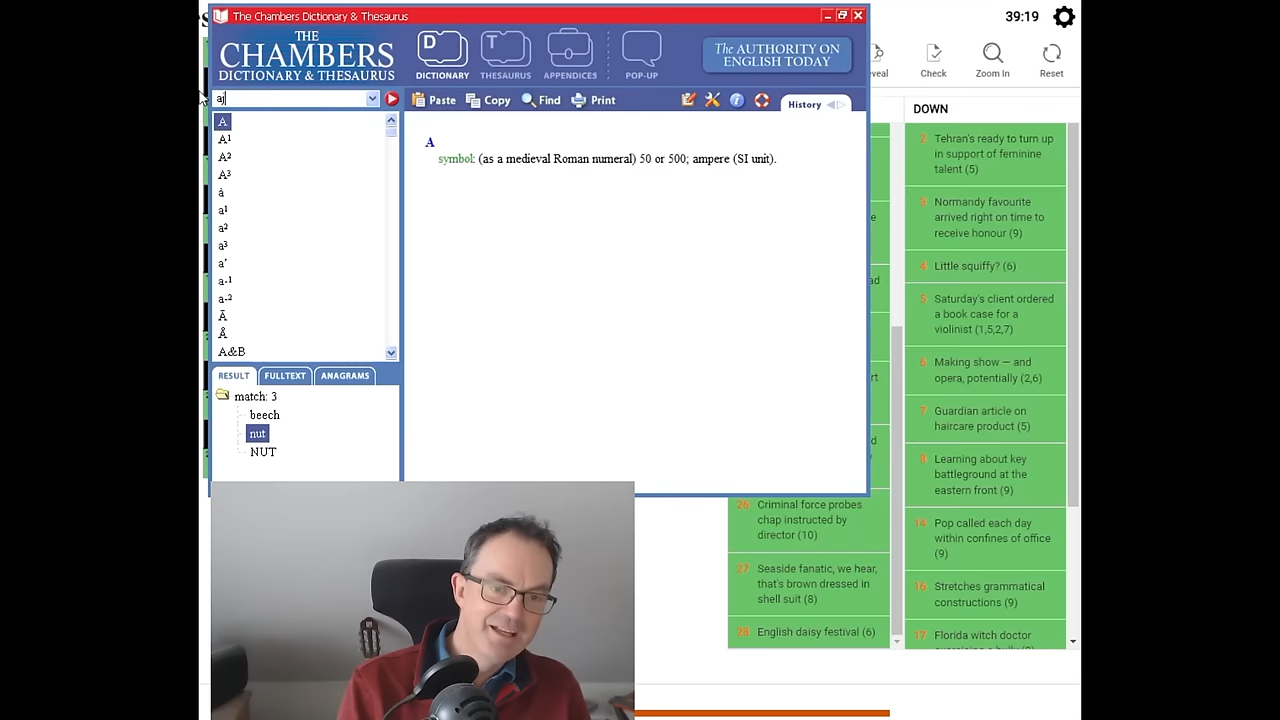 The Chambers Dictionary & Thesaurus
39:19
THE
CHAMBERS
DICTIONARY & THESAURUS
DICTIONARY
THESAURUS
APPENDICES
POP-UP
The AUTHORITY ON
ENGLISH TODAY
Check
Zoom In
Reset
aj
Paste
Copy
Find
Print
History
A
A¹
A²
A³
à
a¹
a²
a³
a'
a-¹
a-²
Ā
Å
A&B
A
symbol: (as a medieval Roman numeral) 50 or 500; ampere (SI unit).
RESULT
FULLTEXT
ANAGRAMS
match: 3
beech
nut
NUT
26 Criminal force probes
chap instructed by
director (10)
27 Seaside fanatic, we hear,
that's brown dressed in
shell suit (8)
28 English daisy festival (6)
DOWN
2 Tehran's ready to turn up
in support of feminine
talent (5)
3 Normandy favourite
arrived right on time to
receive honour (9)
4 Little squiffy? (6)
5 Saturday's client ordered
a book case for a
violinist (1,5,2,7)
6 Making show — and
opera, potentially (2,6)
7 Guardian article on
haircare product (5)
8 Learning about key
battleground at the
eastern front (9)
14 Pop called each day
within confines of office
(9)
16 Stretches grammatical
constructions (9)
17 Florida witch doctor